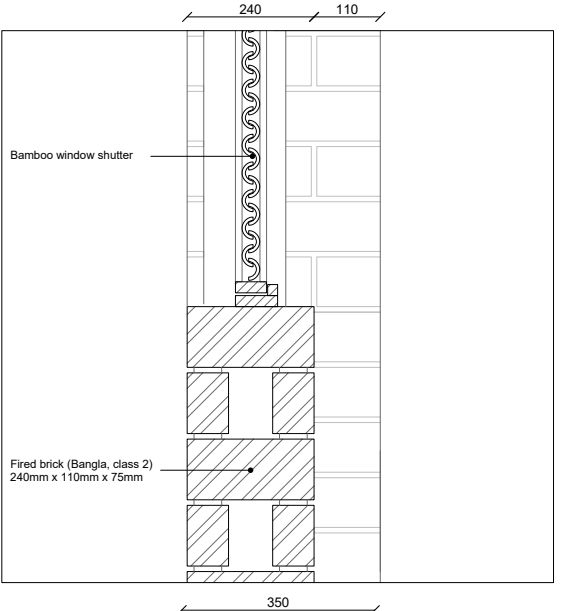 240
110
Bamboo window shutter
Fired brick (Bangla, class 2)
240mm x 110mm x 75mm
350